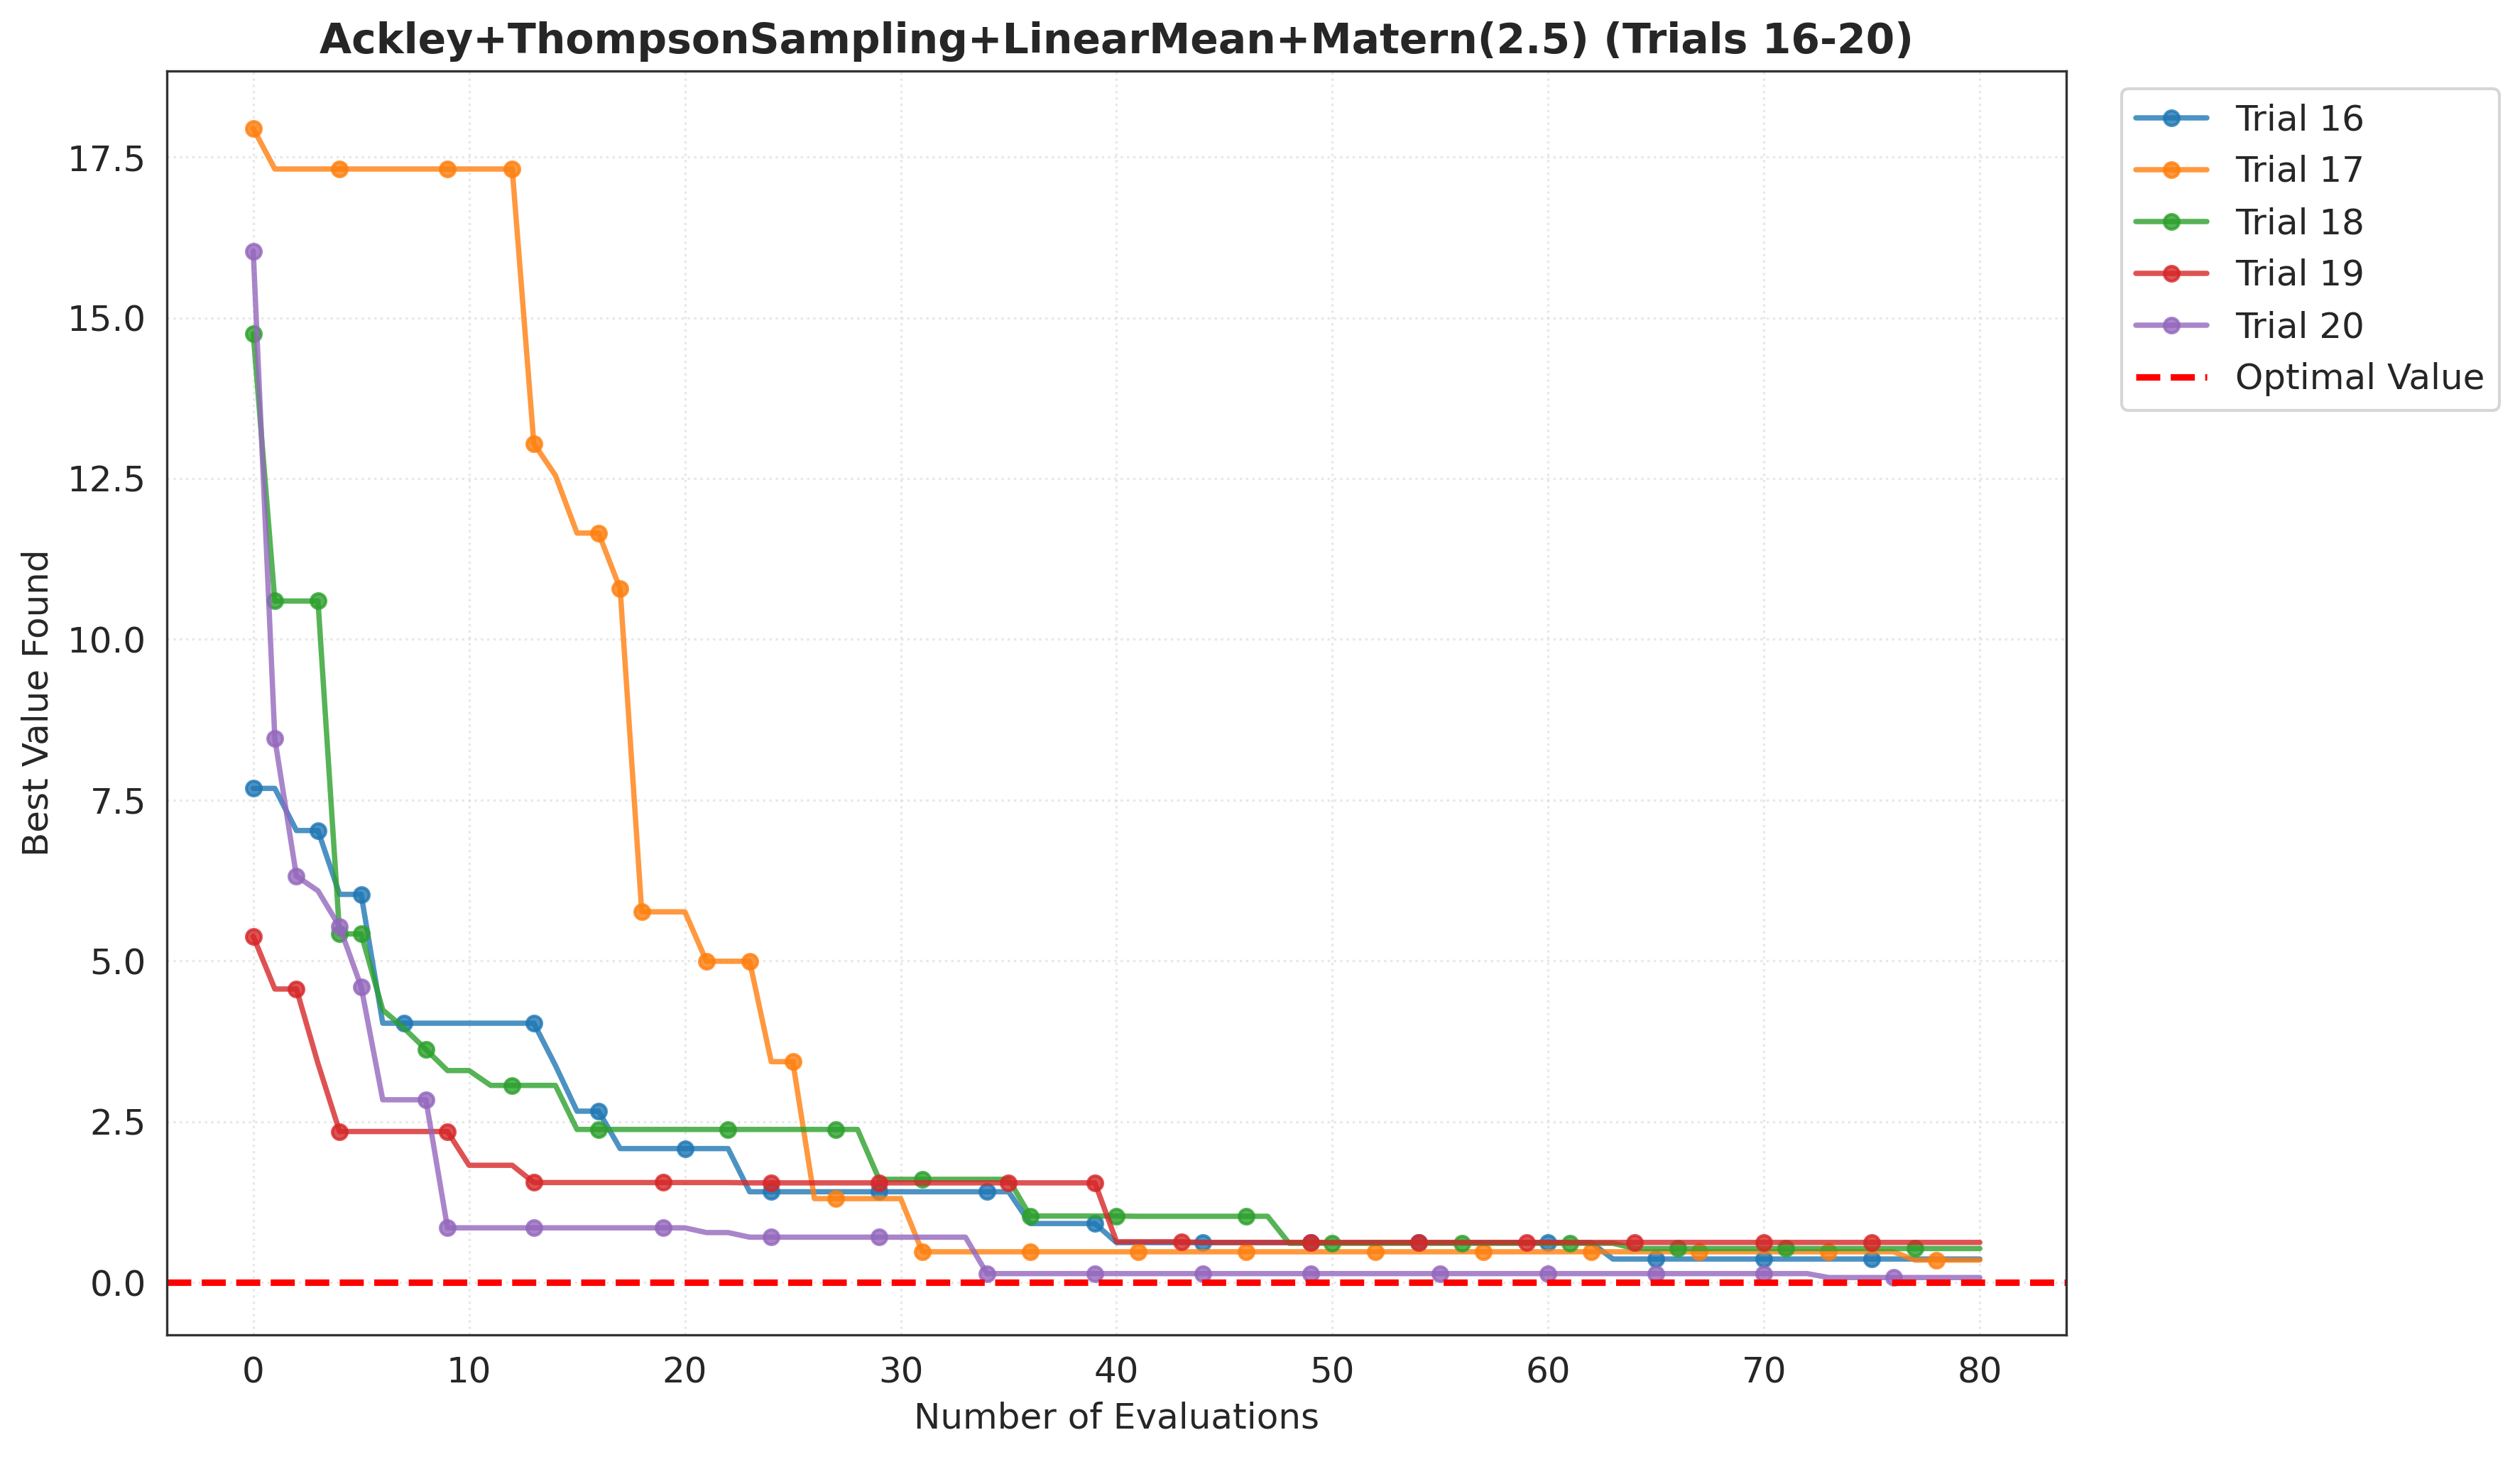 Ackley+ThompsonSampling+LinearMean+Matern(2.5) (Trials 16-20)
Best Value Found
17.5
15.0
12.5
10.0
7.5
5.0
2.5
0.0
0 10 20 30 40 50 60 70 80
Number of Evaluations
Trial 16
Trial 17
Trial 18
Trial 19
Trial 20
Optimal Value